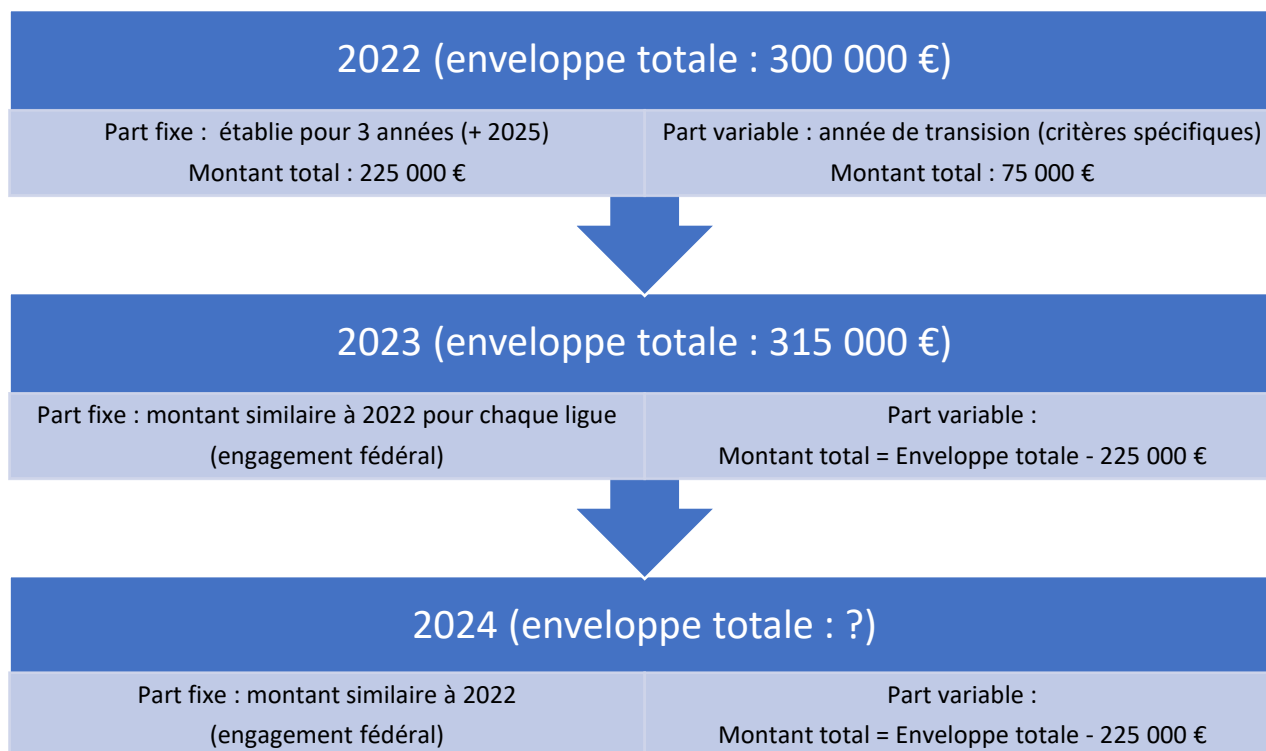 2022 (enveloppe totale : 300 000 €)
Part fixe : établie pour 3 années (+ 2025)
Montant total : 225 000 €
Part variable : année de transision (critères spécifiques)
Montant total : 75 000 €
2023 (enveloppe totale : 315 000 €)
Part fixe : montant similaire à 2022 pour chaque ligue
(engagement fédéral)
Part variable :
Montant total = Enveloppe totale - 225 000 €
2024 (enveloppe totale : ?)
Part fixe : montant similaire à 2022
(engagement fédéral)
Part variable :
Montant total = Enveloppe totale - 225 000 €